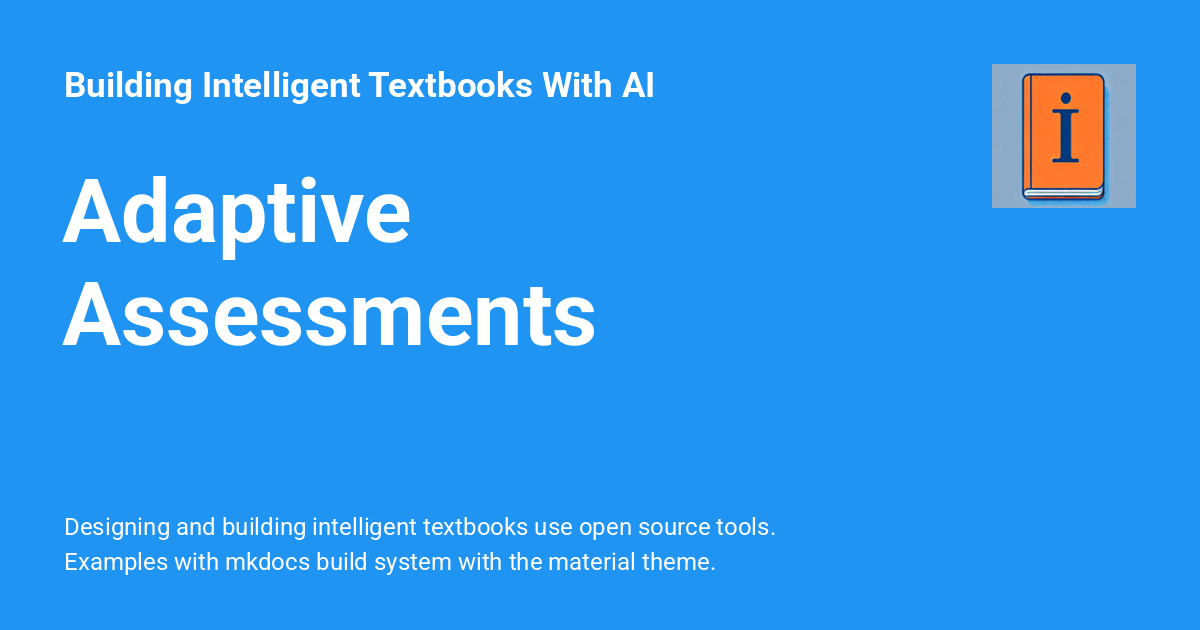 Building Intelligent Textbooks With AI
i
Adaptive
Assessments
Designing and building intelligent textbooks use open source tools.
Examples with mkdocs build system with the material theme.